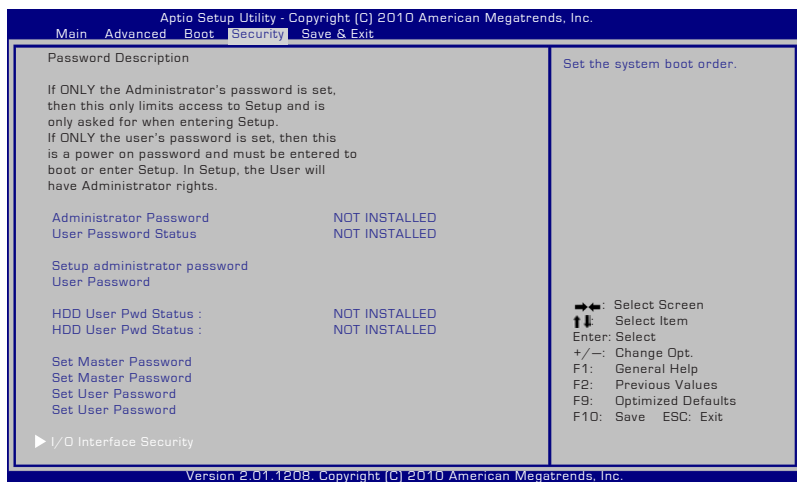 Aptio Setup Utility - Copyright (C) 2010 American Megatrends, Inc.
Main Advanced Boot Security Save & Exit
Password Description
If ONLY the Administrator's password is set,
then this only limits access to Setup and is
only asked for when entering Setup.
If ONLY the user's password is set, then this
is a power on password and must be entered to
boot or enter Setup. In Setup, the User will
have Administrator rights.
Administrator Password NOT INSTALLED
User Password Status NOT INSTALLED
Setup administrator password
User Password
HDD User Pwd Status : NOT INSTALLED
HDD User Pwd Status : NOT INSTALLED
Set Master Password
Set Master Password
Set User Password
Set User Password
I/O Interface Security
Set the system boot order.
→←: Select Screen
↑↓: Select Item
Enter: Select
+/—: Change Opt.
F1: General Help
F2: Previous Values
F9: Optimized Defaults
F10: Save ESC: Exit
Version 2.01.1208. Copyright (C) 2010 American Megatrends, Inc.